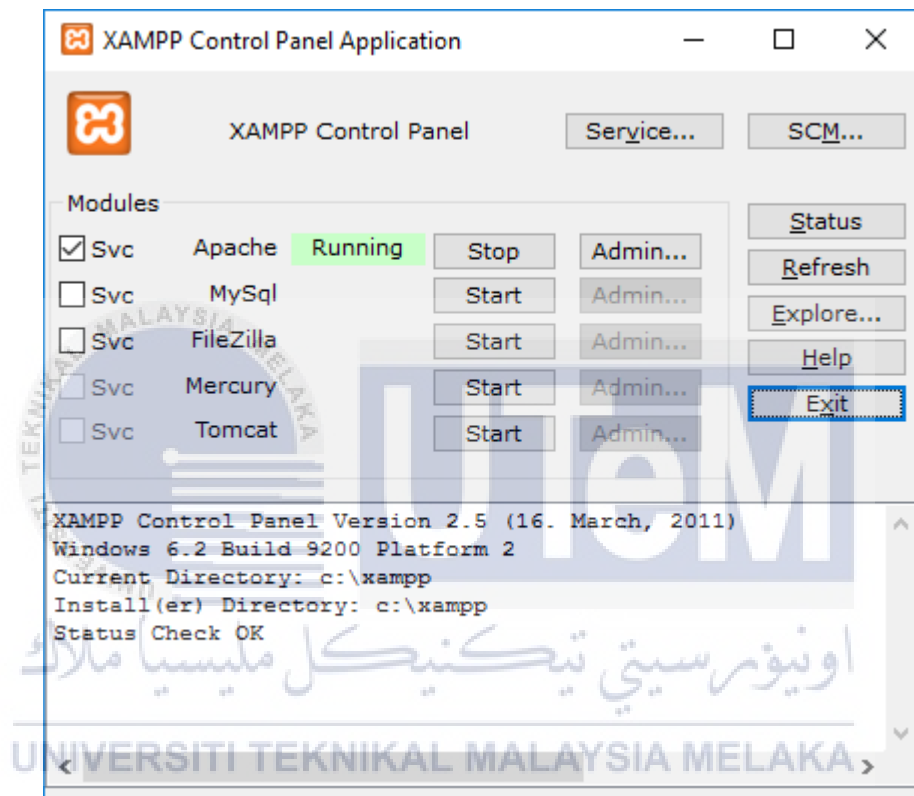 XAMPP Control Panel Application
XAMPP Control Panel Service... SCM...
Modules
Status
Svc Apache Running Stop Admin...
Refresh
Svc MySql Start Admin...
Explore...
Svc FileZilla Start Admin...
Help
Svc Mercury Start Admin...
Exit
Svc Tomcat Start Admin...
XAMPP Control Panel Version 2.5 (16. March, 2011)
Windows 6.2 Build 9200 Platform 2
Current Directory: c:\xampp
Install(er) Directory: c:\xampp
Status Check OK
UTeM
اونيۏرسيتي تيكنيكل مليسيا ملاك
UNIVERSITI TEKNIKAL MALAYSIA MELAKA